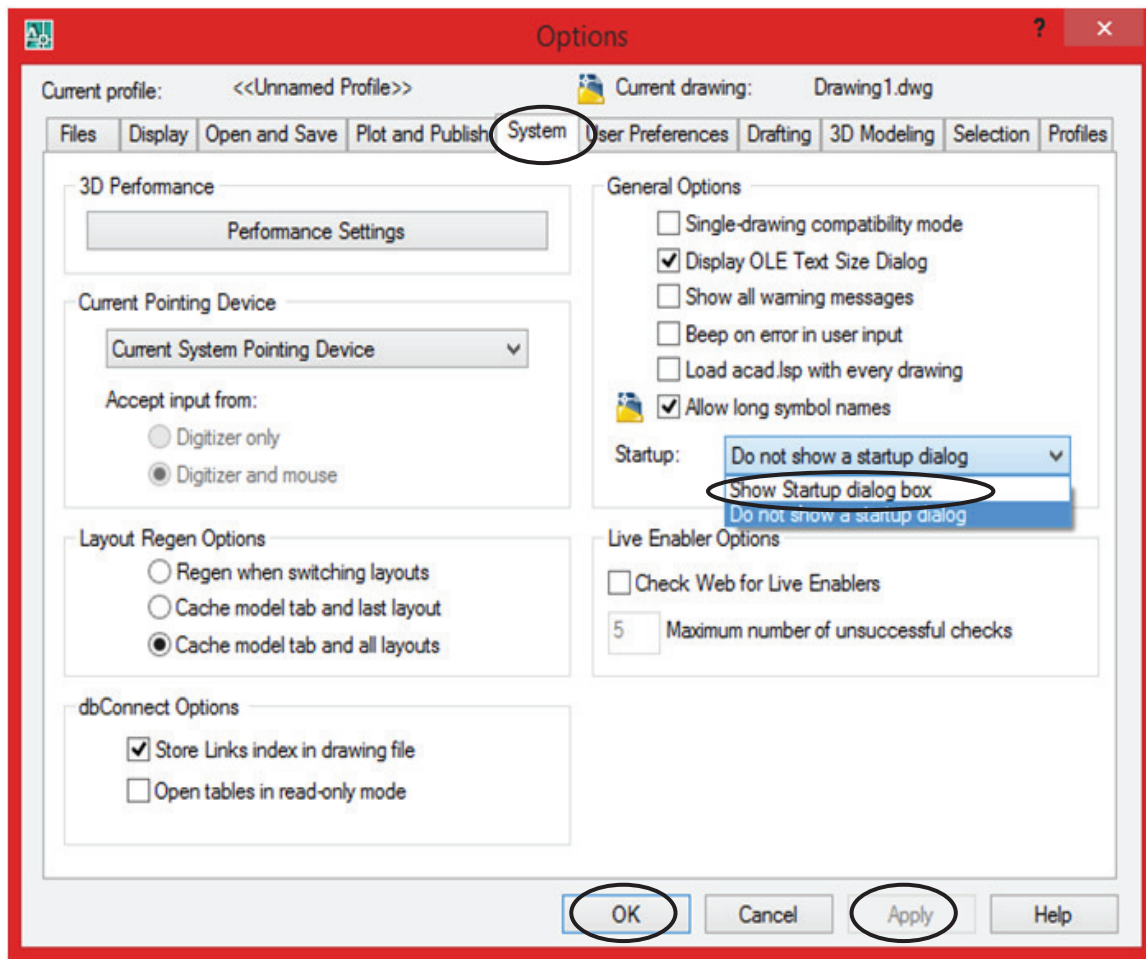 Options
?
Current profile: <<Unnamed Profile>> Current drawing: Drawing1.dwg
Files Display Open and Save Plot and Publish System User Preferences Drafting 3D Modeling Selection Profiles
3D Performance
Performance Settings
Current Pointing Device
Current System Pointing Device
Accept input from:
Digitizer only
Digitizer and mouse
Layout Regen Options
Regen when switching layouts
Cache model tab and last layout
Cache model tab and all layouts
dbConnect Options
Store Links index in drawing file
Open tables in read-only mode
General Options
Single-drawing compatibility mode
Display OLE Text Size Dialog
Show all warning messages
Beep on error in user input
Load acad.lsp with every drawing
Allow long symbol names
Startup: Do not show a startup dialog
Show Startup dialog box
Do not show a startup dialog
Live Enabler Options
Check Web for Live Enablers
5 Maximum number of unsuccessful checks
OK Cancel Apply Help